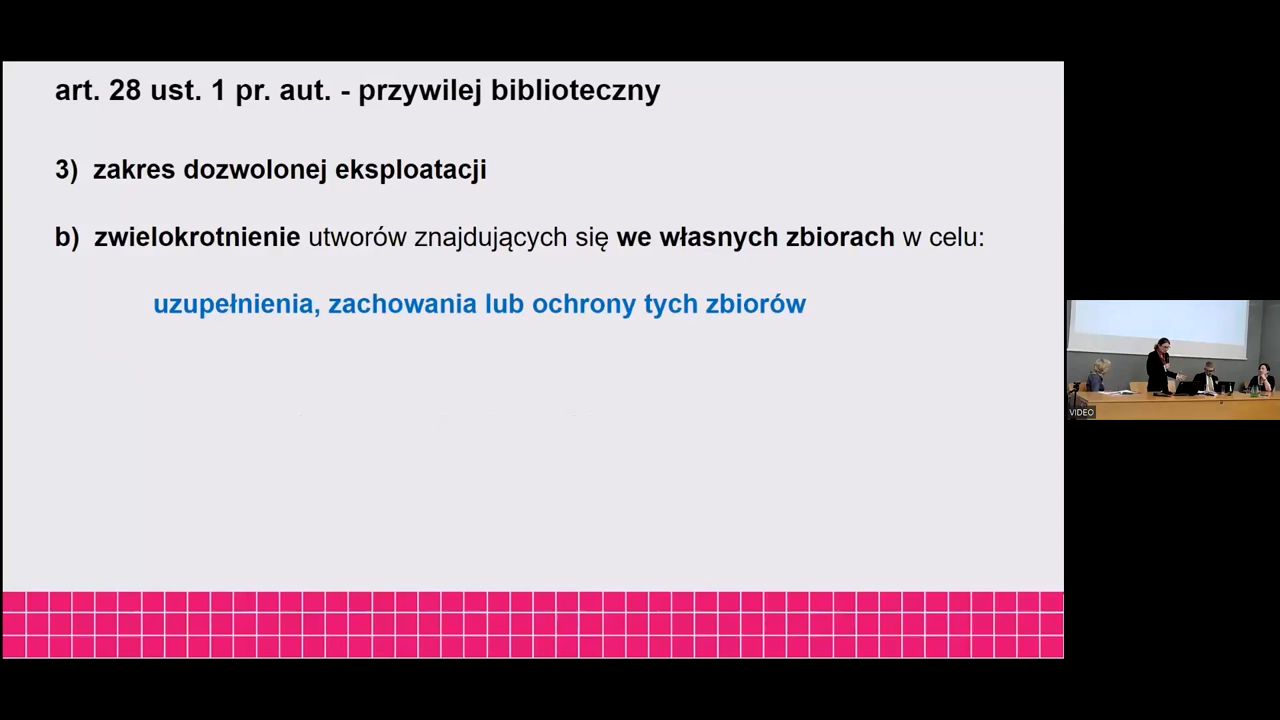 art. 28 ust. 1 pr. aut. - przywilej biblioteczny
3) zakres dozwolonej eksploatacji
b) zwielokrotnienie utworów znajdujących się we własnych zbiorach w celu:
uzupełnienia, zachowania lub ochrony tych zbiorów
VIDEO